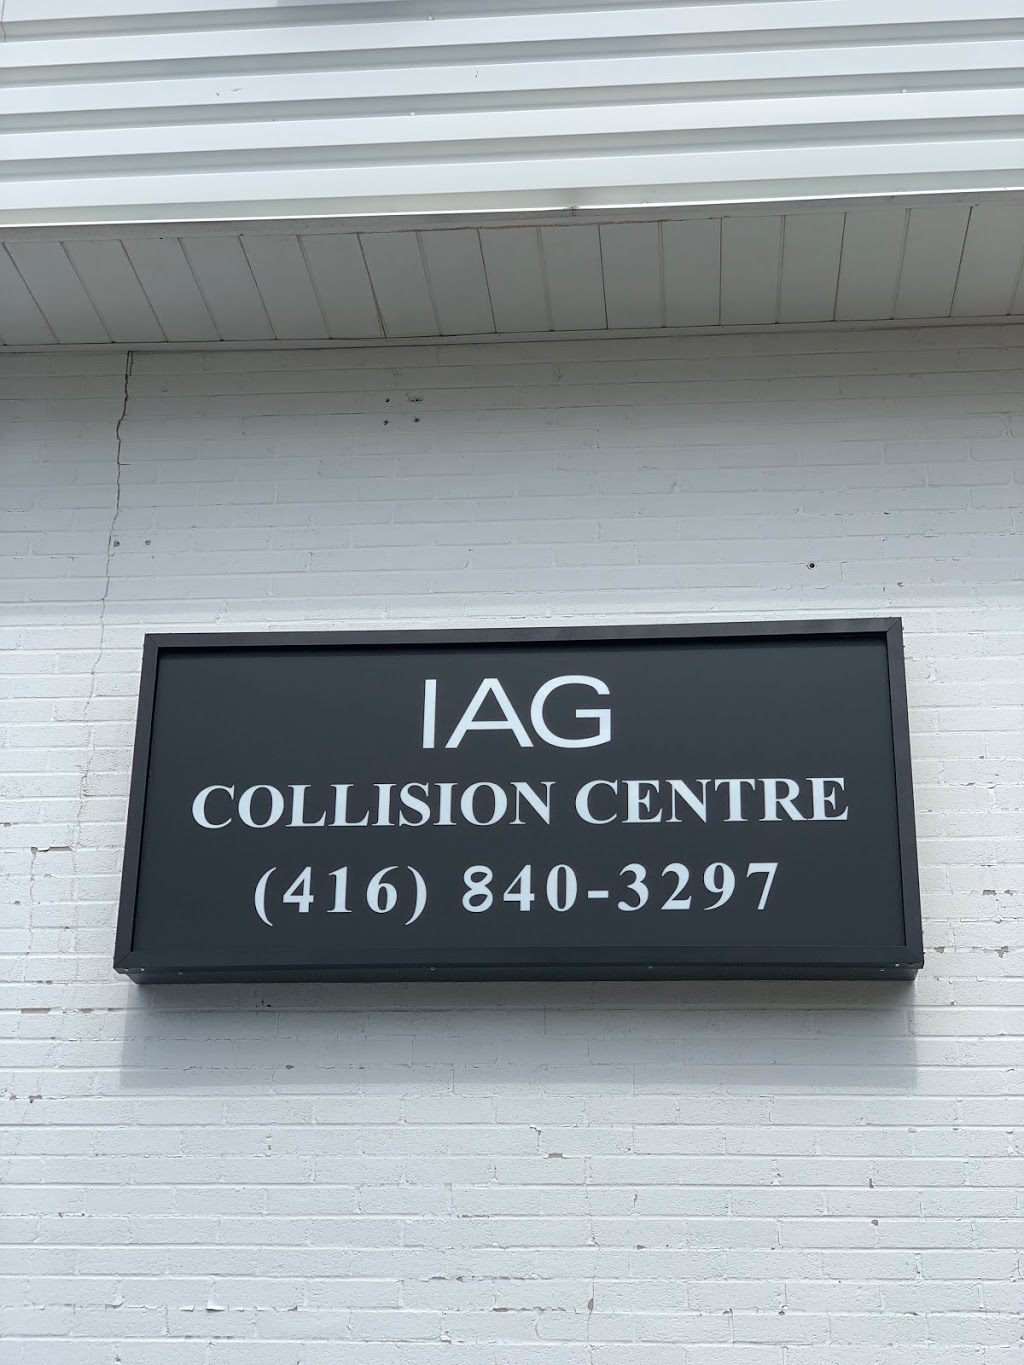 IAG
COLLISION CENTRE
(416) 840-3297